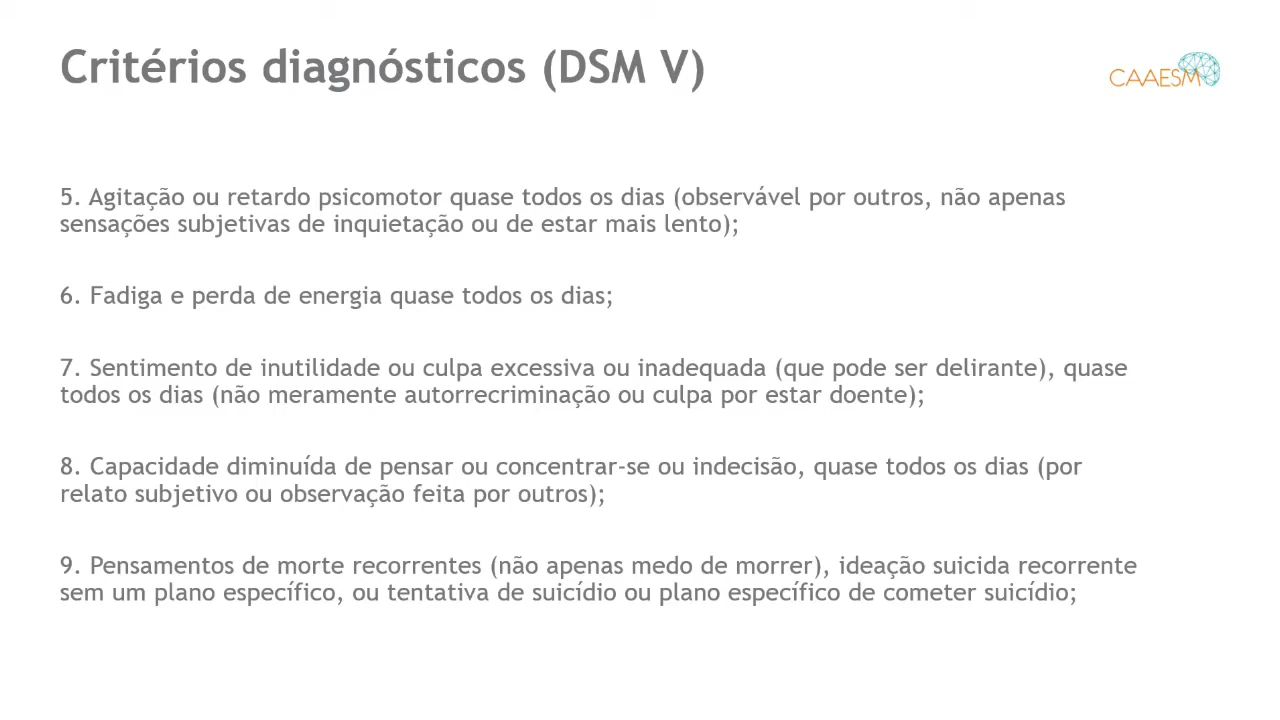 Critérios diagnósticos (DSM V)
CAAESM
5. Agitação ou retardo psicomotor quase todos os dias (observável por outros, não apenas
sensações subjetivas de inquietação ou de estar mais lento);
6. Fadiga e perda de energia quase todos os dias;
7. Sentimento de inutilidade ou culpa excessiva ou inadequada (que pode ser delirante), quase
todos os dias (não meramente autorrecriminação ou culpa por estar doente);
8. Capacidade diminuída de pensar ou concentrar-se ou indecisão, quase todos os dias (por
relato subjetivo ou observação feita por outros);
9. Pensamentos de morte recorrentes (não apenas medo de morrer), ideação suicida recorrente
sem um plano específico, ou tentativa de suicídio ou plano específico de cometer suicídio;